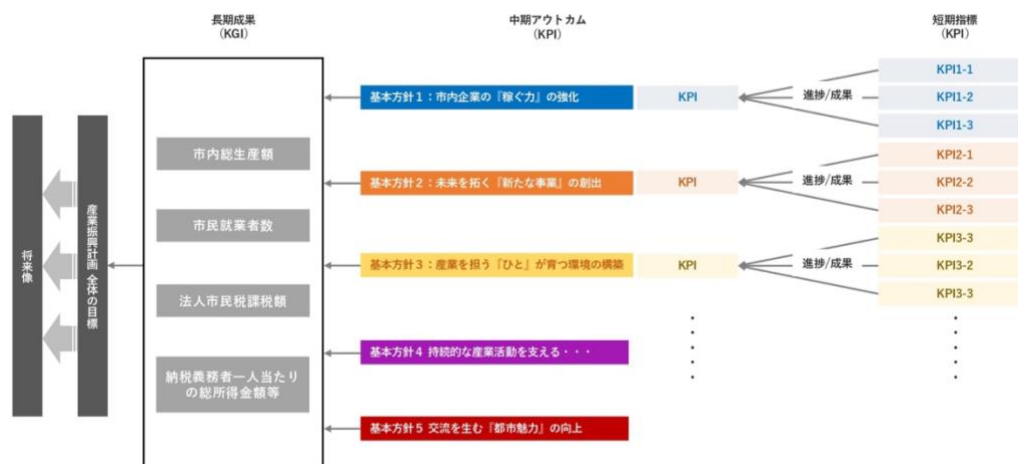 長期成果
（KGI）
中期アウトカム
（KPI）
短期指標
（KPI）
将来像
産業振興計画 全体の目標
市内総生産額
市民就業者数
法人市民税課税額
納税義務者一人当たり
の総所得金額等
基本方針１：市内企業の『稼ぐ力』の強化
KPI
進捗/成果
KPI1-1
KPI1-2
KPI1-3
基本方針２：未来を拓く『新たな事業』の創出
KPI
進捗/成果
KPI2-1
KPI2-2
KPI2-3
基本方針３：産業を担う『ひと』が育つ環境の構築
KPI
進捗/成果
KPI3-3
KPI3-2
KPI3-3
基本方針４ 持続的な産業活動を支える・・・
基本方針５ 交流を生む『都市魅力』の向上